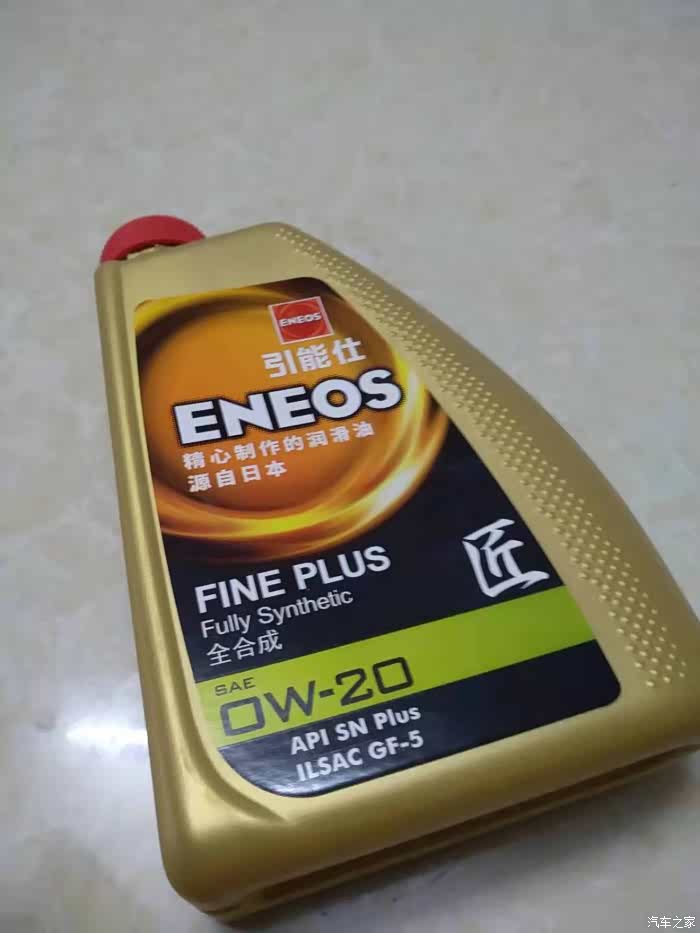 ENEOS
引能仕
ENEOS
精心制作的润滑油
源自日本
匠
FINE PLUS
Fully Synthetic
全合成
SAE
0W-20
API SN Plus
ILSAC GF-5
汽车之家